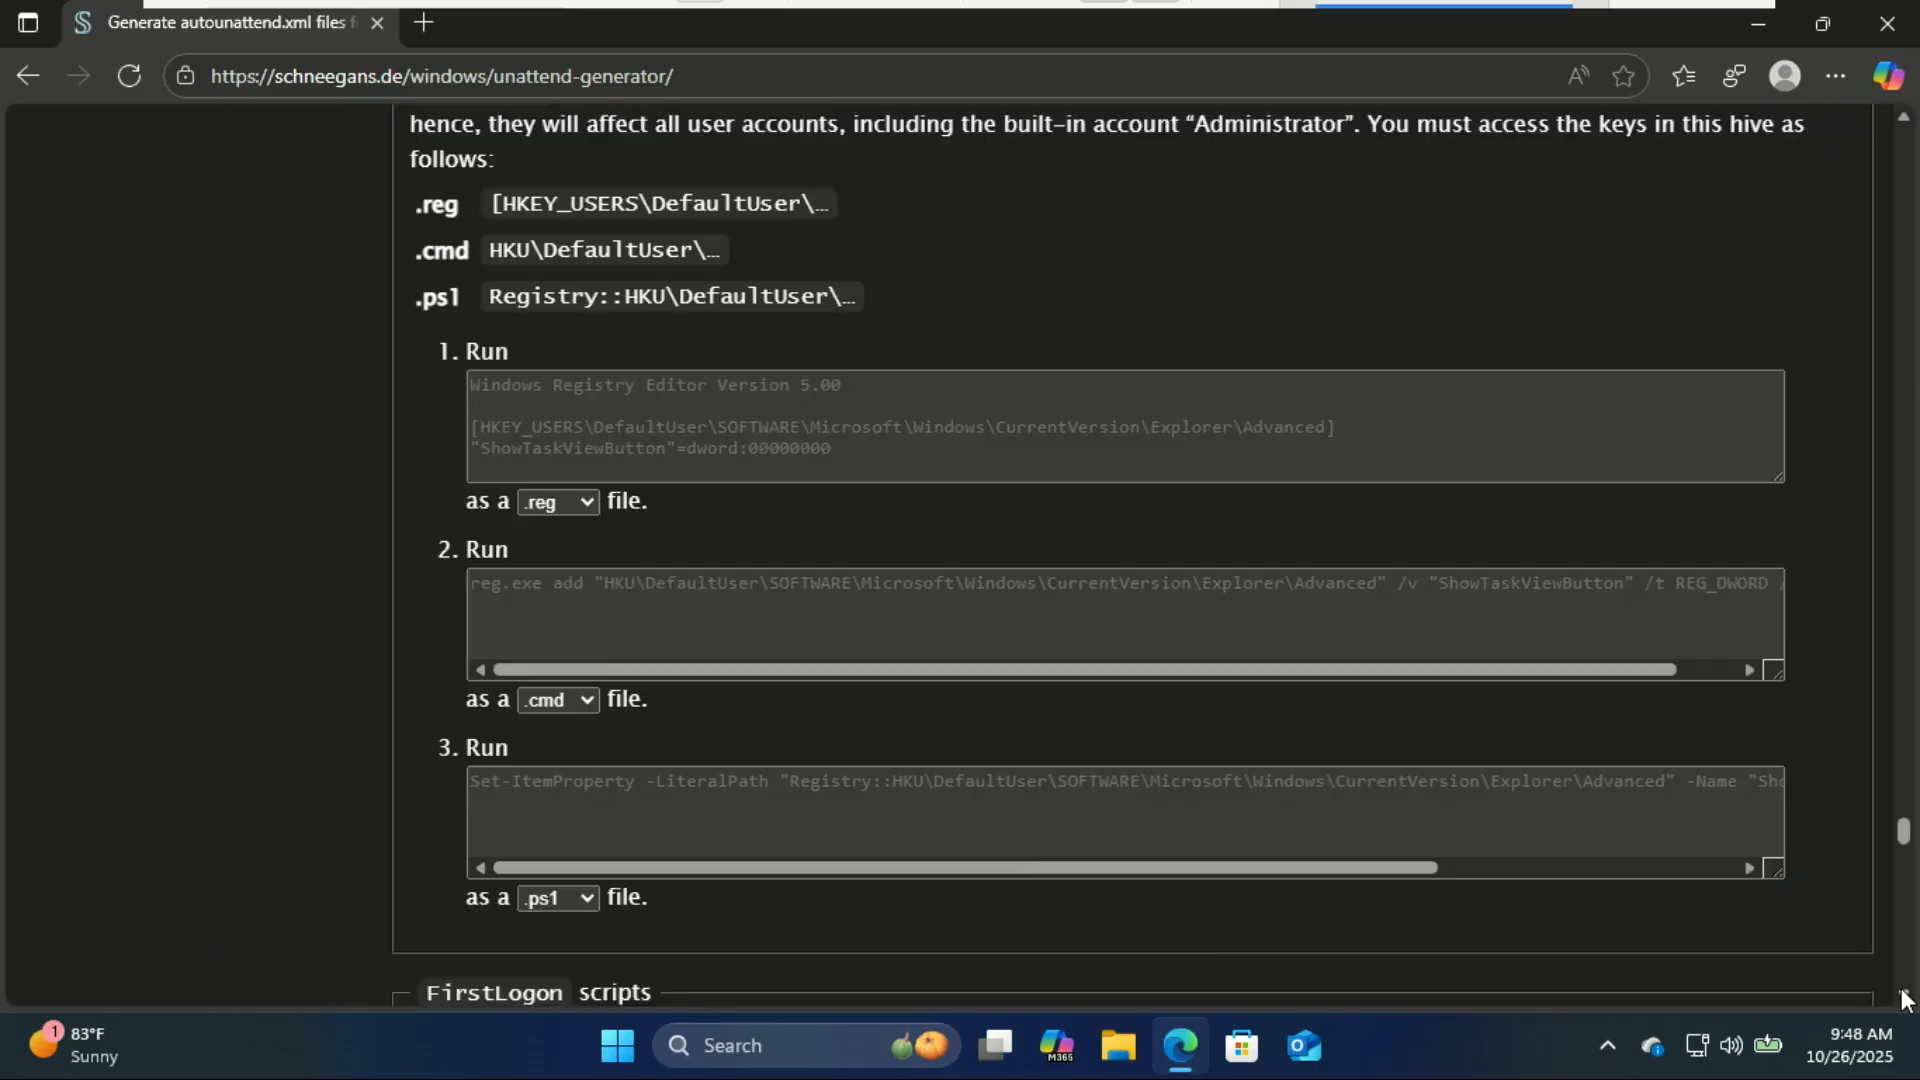 Generate autounattend.xml files f
https://schneegans.de/windows/unattend-generator/
hence, they will affect all user accounts, including the built-in account “Administrator”. You must access the keys in this hive as
follows:
.reg [HKEY_USERS\DefaultUser\…
.cmd HKU\DefaultUser\…
.ps1 Registry::HKU\DefaultUser\…
1. Run
Windows Registry Editor Version 5.00
[HKEY_USERS\DefaultUser\SOFTWARE\Microsoft\Windows\CurrentVersion\Explorer\Advanced]
"ShowTaskViewButton"=dword:00000000
as a .reg file.
2. Run
reg.exe add "HKU\DefaultUser\SOFTWARE\Microsoft\Windows\CurrentVersion\Explorer\Advanced" /v "ShowTaskViewButton" /t REG_DWORD /
as a .cmd file.
3. Run
Set-ItemProperty -LiteralPath "Registry::HKU\DefaultUser\SOFTWARE\Microsoft\Windows\CurrentVersion\Explorer\Advanced" -Name "Sho
as a .ps1 file.
FirstLogon scripts
1
83°F
Sunny
Search
M365
9:48 AM
10/26/2025